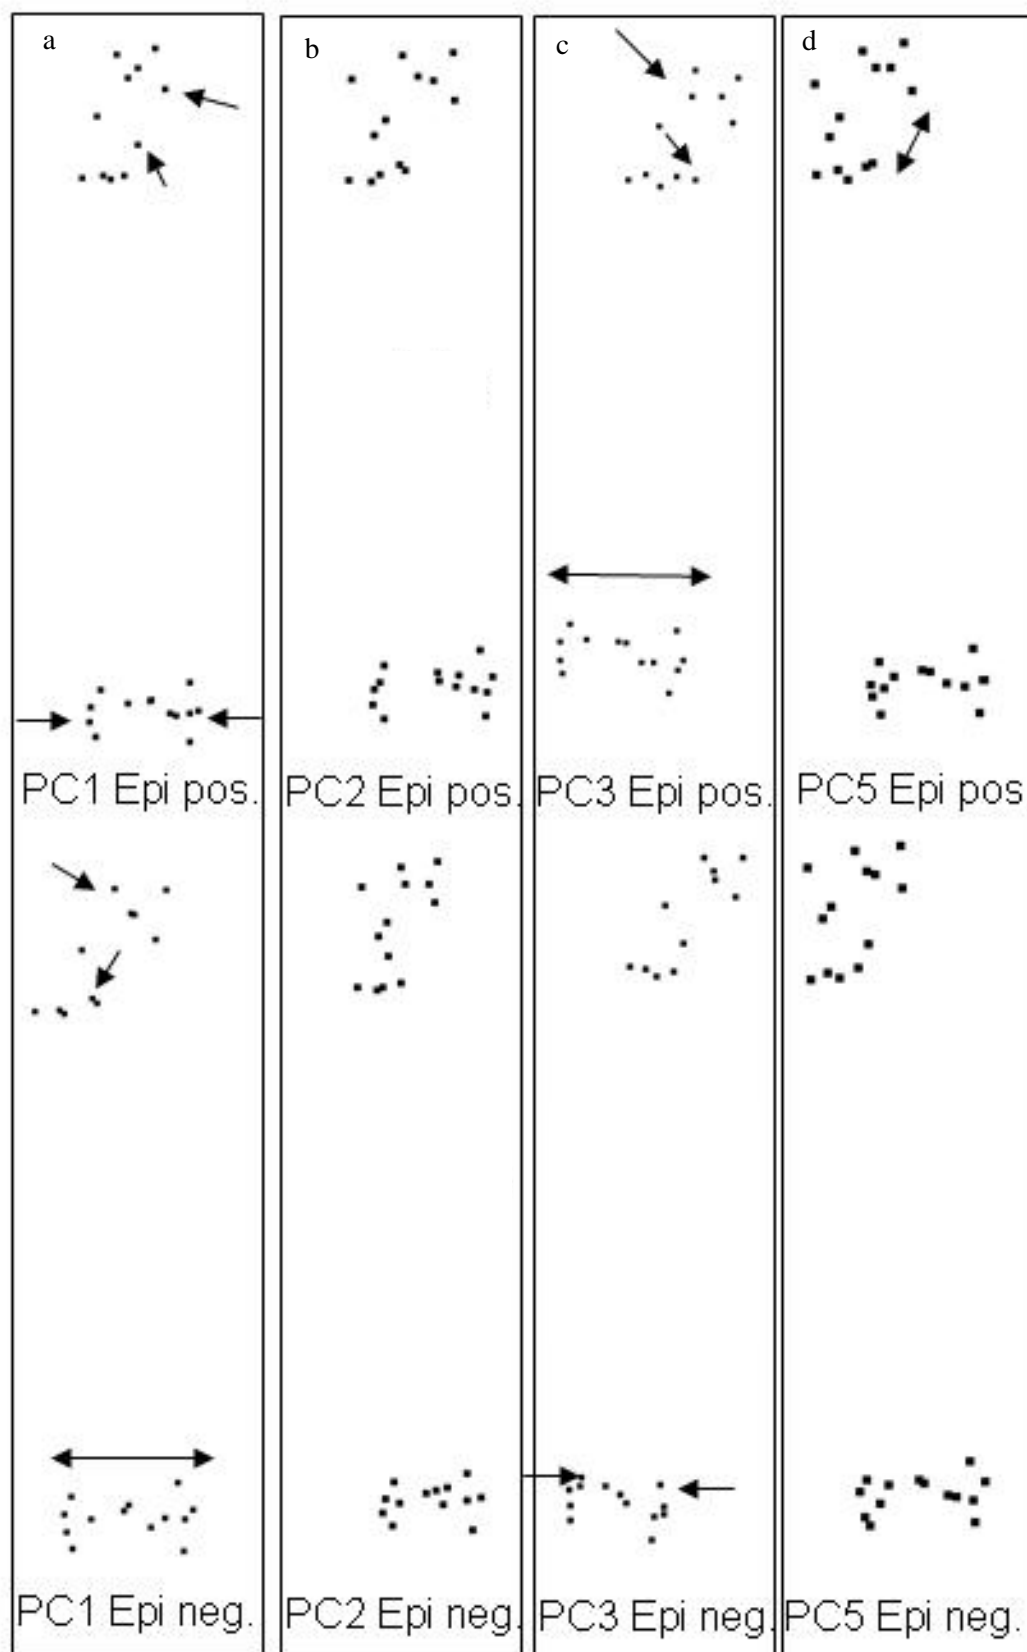 a b c d
PC1 Epi pos. PC2 Epi pos. PC3 Epi pos. PC5 Epi pos
PC1 Epi neg. PC2 Epi neg. PC3 Epi neg. PC5 Epi neg.